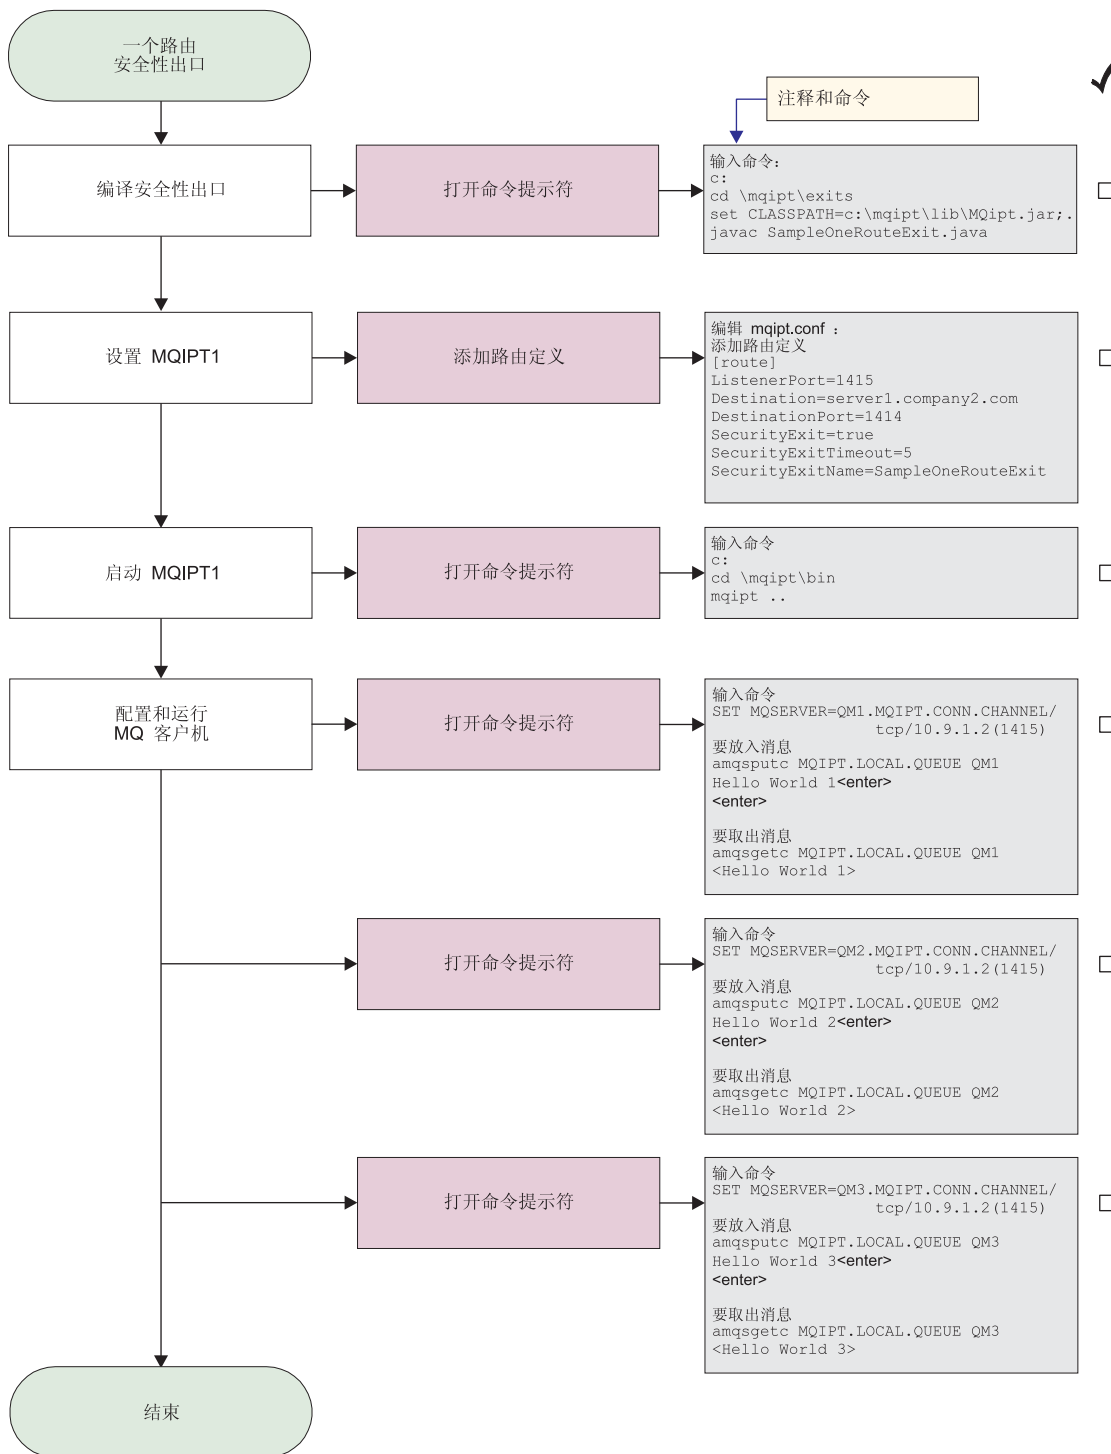 一个路由
安全性出口
注释和命令
编译安全性出口
打开命令提示符
输入命令：
c:
cd \mqipt\exits
set CLASSPATH=c:\mqipt\lib\MQipt.jar;.
javac SampleOneRouteExit.java
设置 MQIPT1
添加路由定义
编辑 mqipt.conf ：
添加路由定义
[route]
ListenerPort=1415
Destination=server1.company2.com
DestinationPort=1414
SecurityExit=true
SecurityExitTimeout=5
SecurityExitName=SampleOneRouteExit
启动 MQIPT1
打开命令提示符
输入命令
c:
cd \mqipt\bin
mqipt ..
配置和运行
MQ 客户机
打开命令提示符
输入命令
SET MQSERVER=QM1.MQIPT.CONN.CHANNEL/
tcp/10.9.1.2(1415)
要放入消息
amqsputc MQIPT.LOCAL.QUEUE QM1
Hello World 1<enter>
<enter>
要取出消息
amqsgetc MQIPT.LOCAL.QUEUE QM1
<Hello World 1>
打开命令提示符
输入命令
SET MQSERVER=QM2.MQIPT.CONN.CHANNEL/
tcp/10.9.1.2(1415)
要放入消息
amqsputc MQIPT.LOCAL.QUEUE QM2
Hello World 2<enter>
<enter>
要取出消息
amqsgetc MQIPT.LOCAL.QUEUE QM2
<Hello World 2>
打开命令提示符
输入命令
SET MQSERVER=QM3.MQIPT.CONN.CHANNEL/
tcp/10.9.1.2(1415)
要放入消息
amqsputc MQIPT.LOCAL.QUEUE QM3
Hello World 3<enter>
<enter>
要取出消息
amqsgetc MQIPT.LOCAL.QUEUE QM3
<Hello World 3>
结束